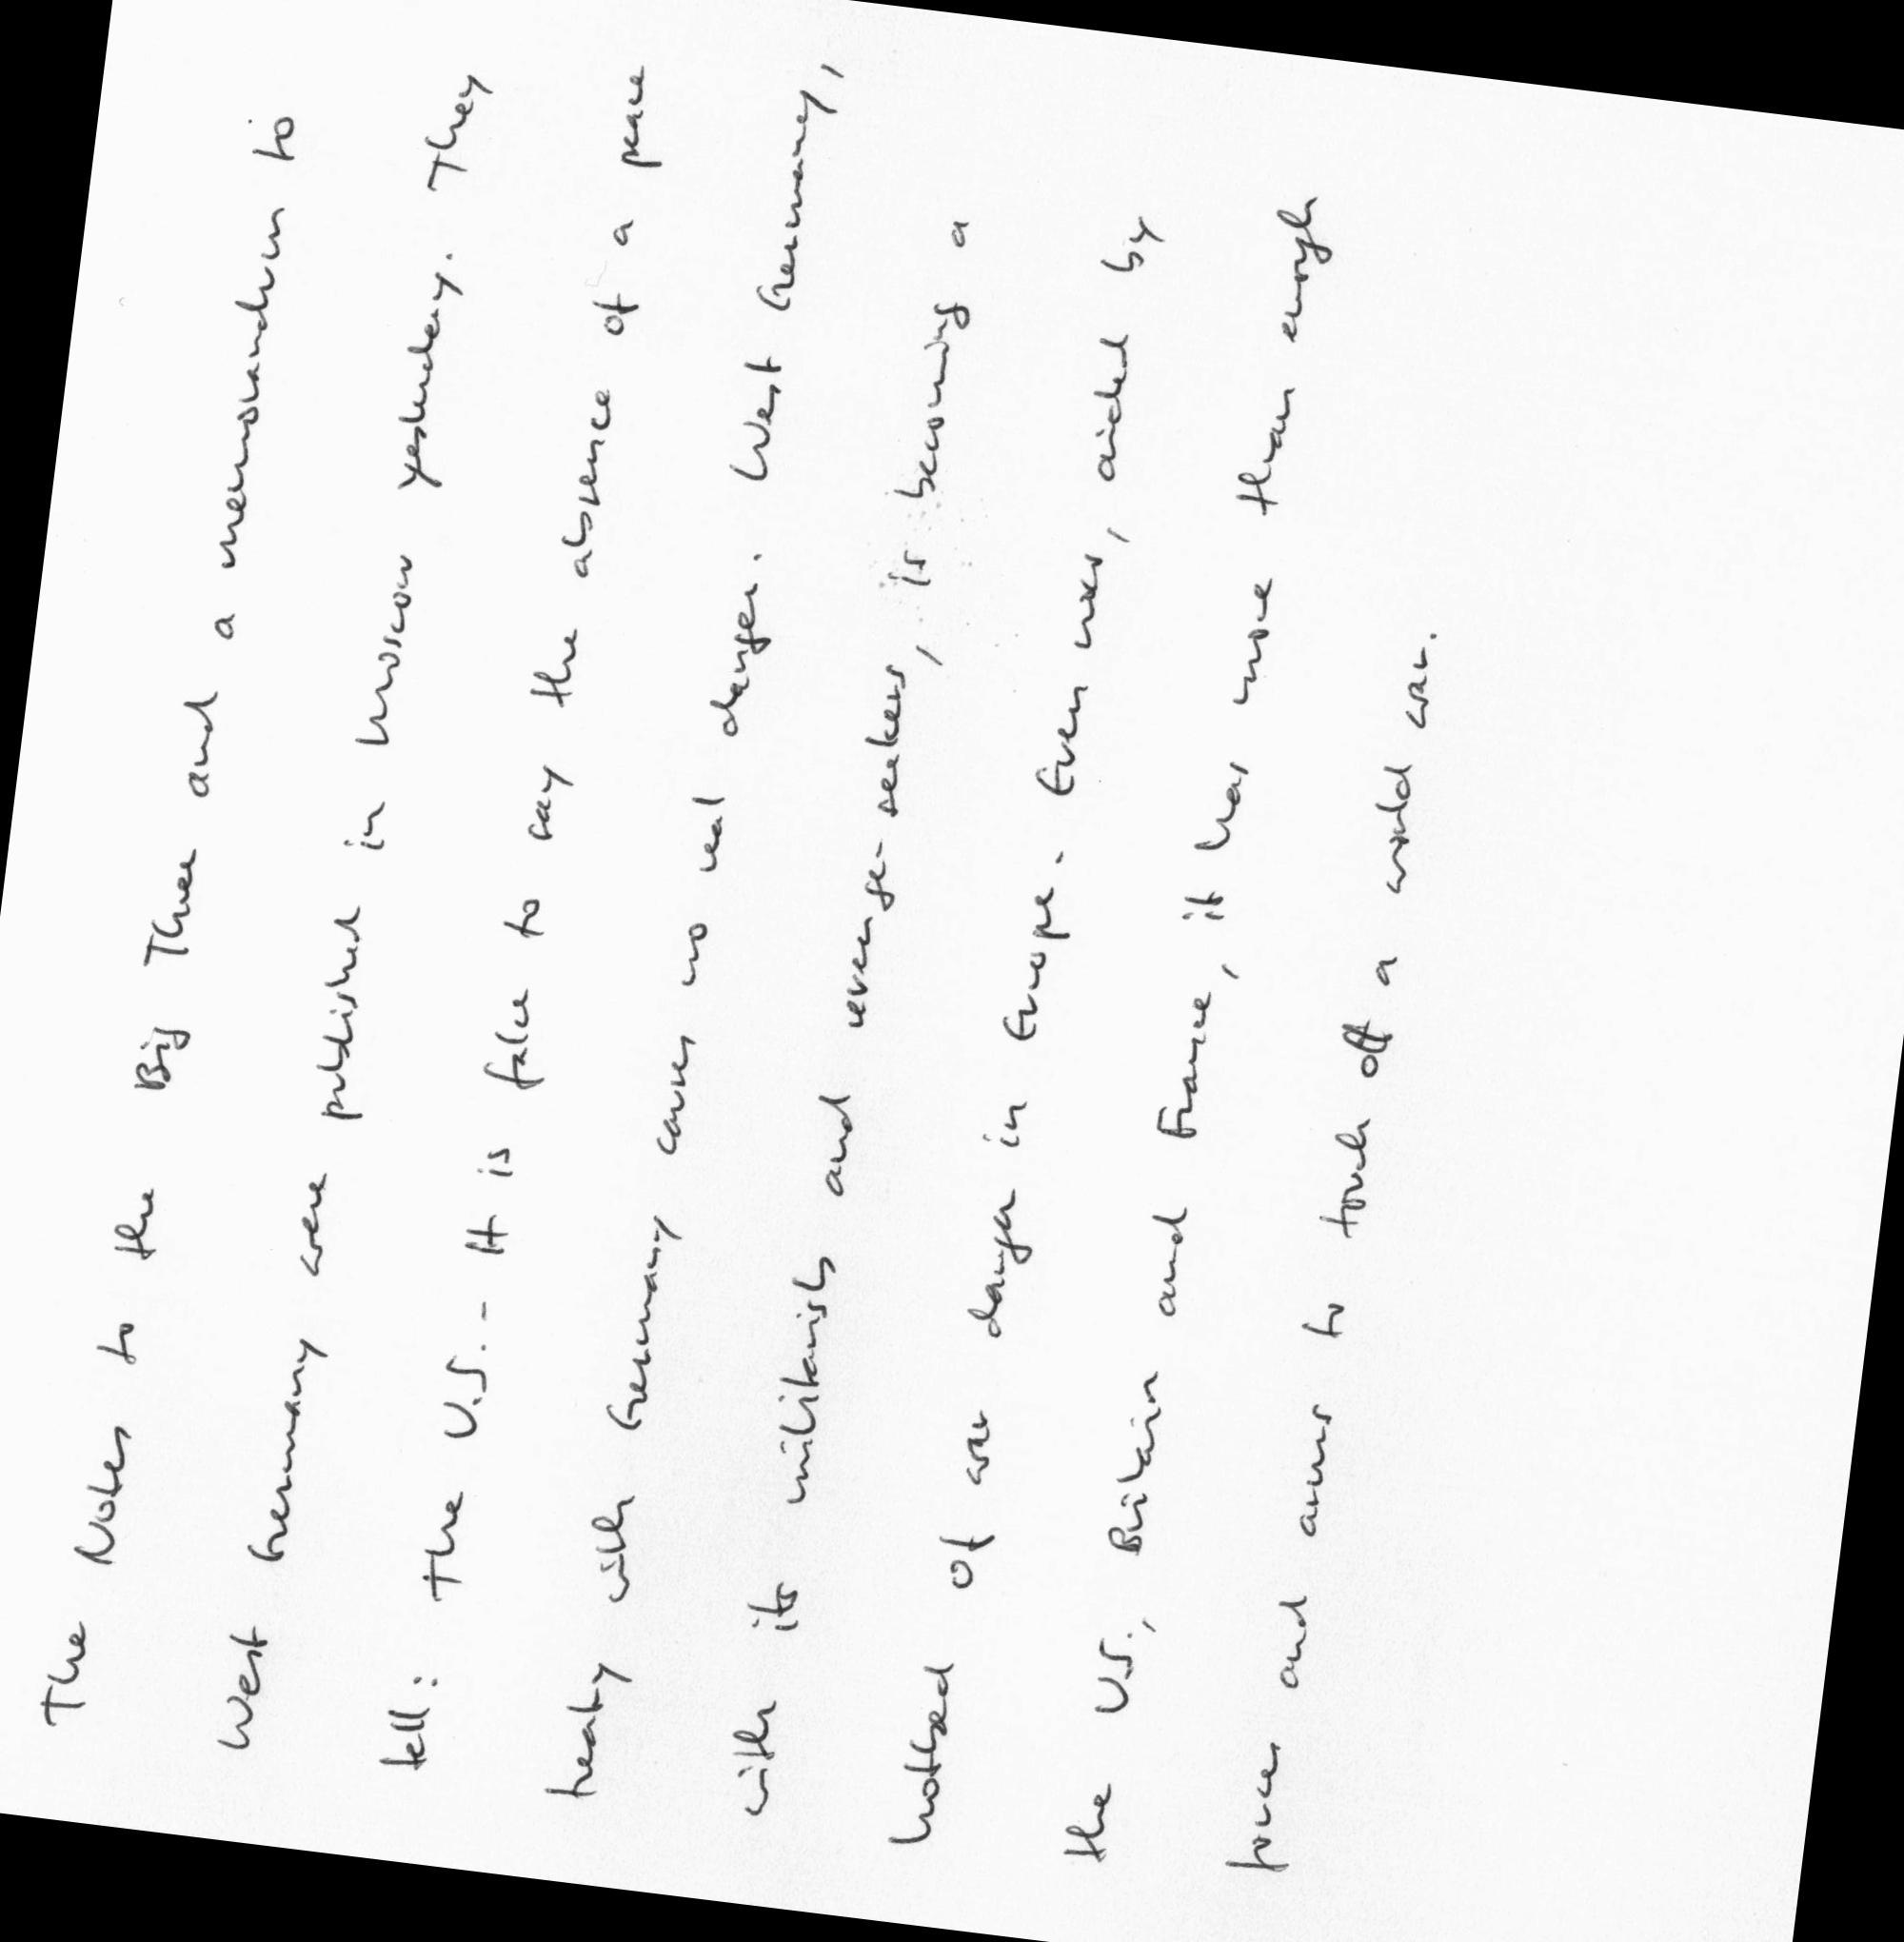 The Notes to the Big Three and a memorandum to
West Germany were published in Moscow yesterday. They
tell: The U.S. - It is false to say the absence of a peace
treaty with Germany causes no real danger. West Germany,
with its militarists and revenge-seekers, is becoming a
hotbed of war danger in Europe. Even now, aided by
the U.S., Britain and France, it has more than enough
forces and arms to touch off a world war.